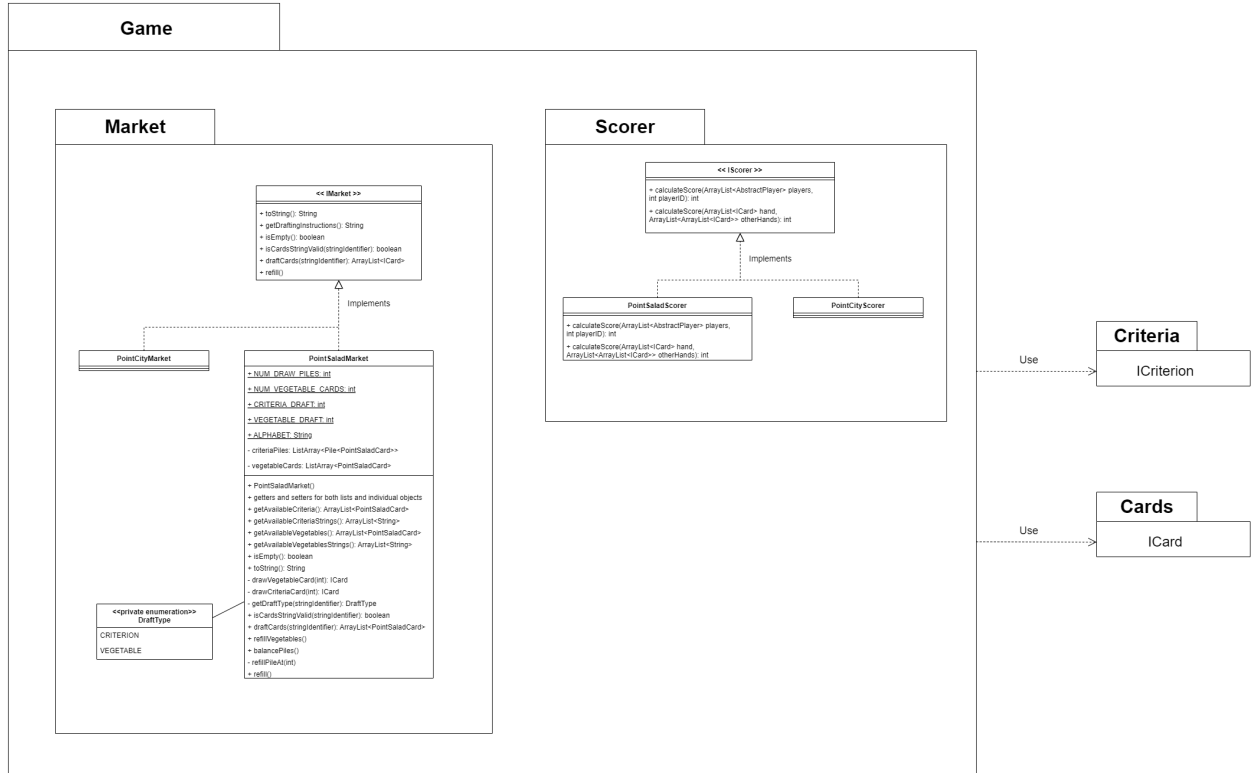 Game
Market
<< IMarket >>
+ toString(): String
+ getDraftingInstructions(): String
+ isEmpty(): boolean
+ isCardsStringValid(stringIdentifier): boolean
+ draftCards(stringIdentifier): ArrayList<ICard>
+ refill()
Implements
PointCityMarket
PointSaladMarket
+ NUM_DRAW_PILES: int
+ NUM_VEGETABLE_CARDS: int
+ CRITERIA_DRAFT: int
+ VEGETABLE_DRAFT: int
+ ALPHABET: String
- criteriaPiles: ListArray<Pile<PointSaladCard>>
- vegetableCards: ListArray<PointSaladCard>
+ PointSaladMarket()
+ getters and setters for both lists and individual objects
+ getAvailableCriteria(): ArrayList<PointSaladCard>
+ getAvailableCriteriaStrings(): ArrayList<String>
+ getAvailableVegetables(): ArrayList<PointSaladCard>
+ getAvailableVegetablesStrings(): ArrayList<String>
+ isEmpty(): boolean
+ toString(): String
- drawVegetableCard(int): ICard
- drawCriteriaCard(int): ICard
- getDraftType(stringIdentifier): DraftType
+ isCardsStringValid(stringIdentifier): boolean
+ draftCards(stringIdentifier): ArrayList<PointSaladCard>
+ refillVegetables()
+ balancePiles()
- refillPileAt(int)
+ refill()
<<private enumeration>>
DraftType
CRITERION
VEGETABLE
Scorer
<< IScorer >>
+ calculateScore(ArrayList<AbstractPlayer> players,
int playerID): int
+ calculateScore(ArrayList<ICard> hand,
ArrayList<ArrayList<ICard>> otherHands): int
Implements
PointSaladScorer
+ calculateScore(ArrayList<AbstractPlayer> players,
int playerID): int
+ calculateScore(ArrayList<ICard> hand,
ArrayList<ArrayList<ICard>> otherHands): int
PointCityScorer
Use
Criteria
ICriterion
Use
Cards
ICard